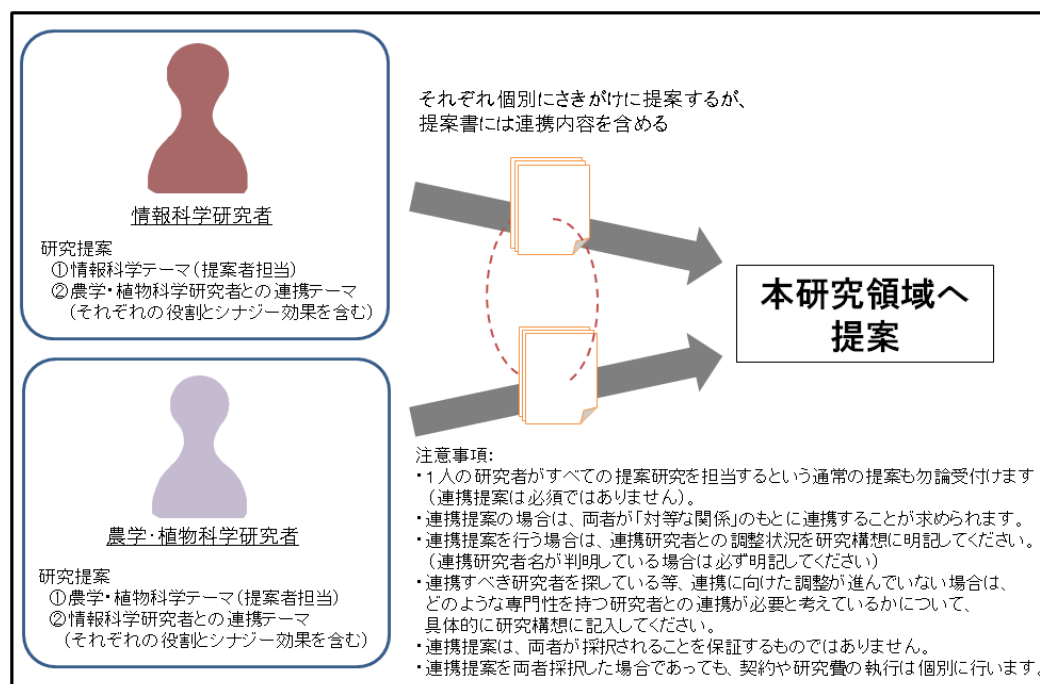 それぞれ個別にさきがけに提案するが、
提案書には連携内容を含める
情報科学研究者
研究提案
①情報科学テーマ(提案者担当)
②農学・植物科学研究者との連携テーマ
(それぞれの役割とシナジー効果を含む)
本研究領域へ
提案
農学・植物科学研究者
研究提案
①農学・植物科学テーマ(提案者担当)
②情報科学研究者との連携テーマ
(それぞれの役割とシナジー効果を含む)
注意事項:
・1人の研究者がすべての提案研究を担当するという通常の提案も勿論受付けます
(連携提案は必須ではありません)。
・連携提案の場合は、両者が「対等な関係」のもとに連携することが求められます。
・連携提案を行う場合は、連携研究者との調整状況を研究構想に明記してください。
(連携研究者名が判明している場合は必ず明記してください)
・連携すべき研究者を探している等、連携に向けた調整が進んでいない場合は、
どのような専門性を持つ研究者との連携が必要と考えているかについて、
具体的に研究構想に記入してください。
・連携提案は、両者が採択されることを保証するものではありません。
・連携提案を両者採択した場合であっても、契約や研究費の執行は個別に行います。